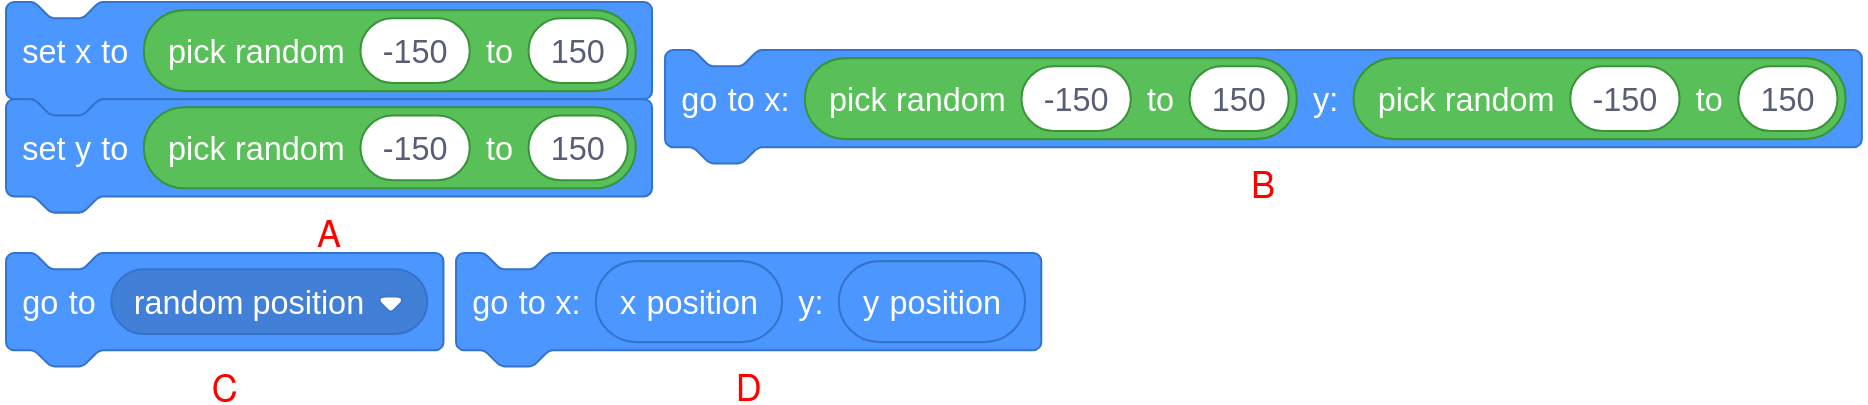 set x to pick random -150 to 150
set y to pick random -150 to 150
A
go to x: pick random -150 to 150 y: pick random -150 to 150
B
go to random position
C
go to x: x position y: y position
D